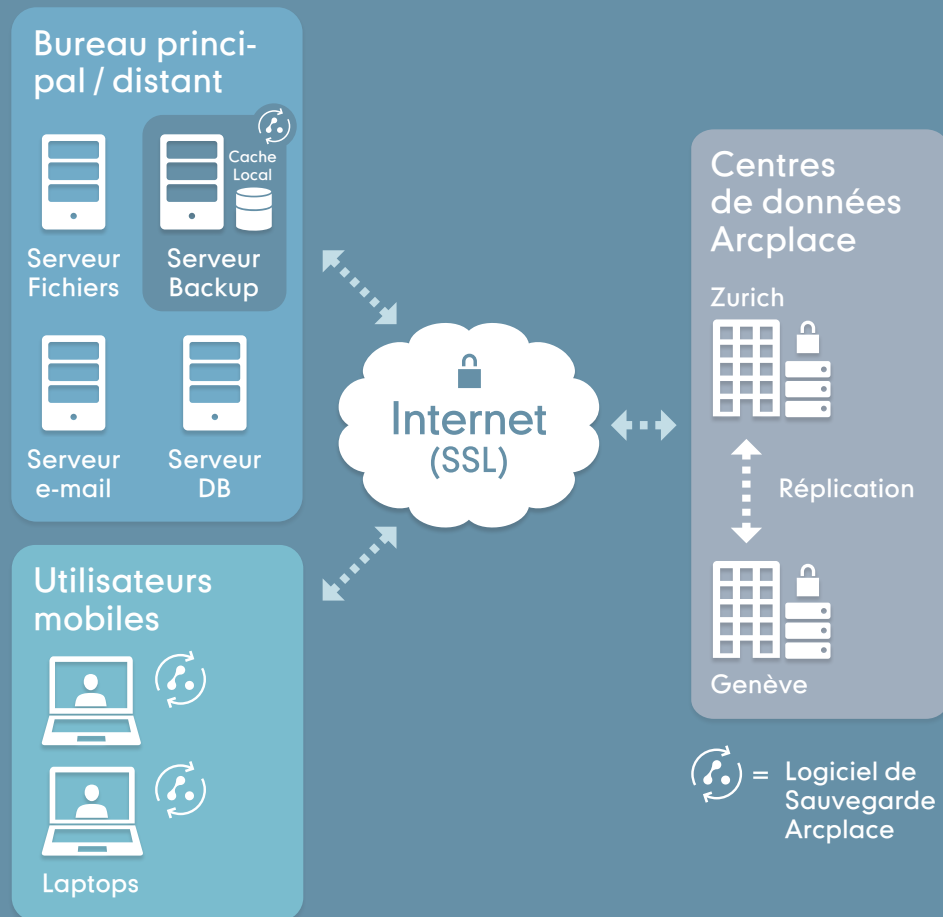 Bureau princi-
pal / distant
Cache
Local
Serveur
Fichiers
Serveur
Backup
Serveur
e-mail
Serveur
DB
Utilisateurs
mobiles
Laptops
Internet
(SSL)
Centres
de données
Arcplace
Zurich
Réplication
Genève
= Logiciel de
Sauvegarde
Arcplace